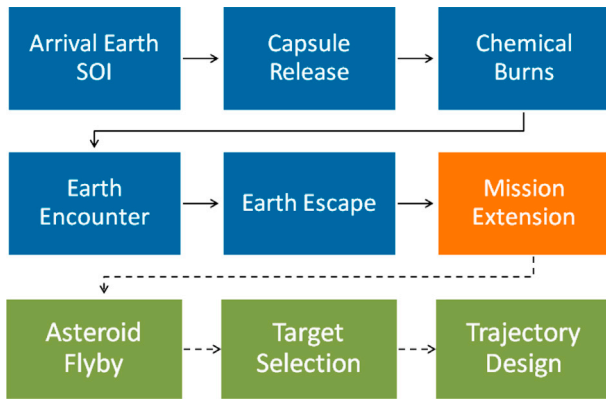 Arrival Earth
SOI
Capsule
Release
Chemical
Burns
Earth
Encounter
Earth Escape
Mission
Extension
Asteroid
Flyby
Target
Selection
Trajectory
Design